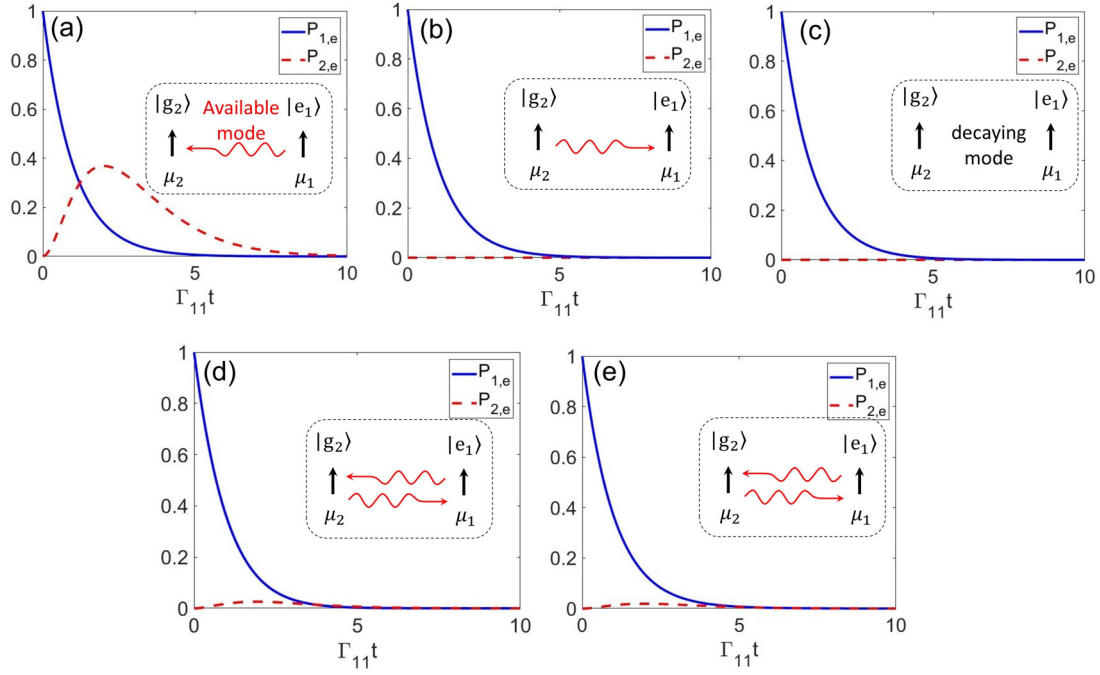 (a)
P1,e
P2,e
|g2⟩ Available mode |e1⟩
μ2 μ1
1
0.8
0.6
0.4
0.2
0
0 5 10
Γ11t
(b)
P1,e
P2,e
|g2⟩ |e1⟩
μ2 μ1
1
0.8
0.6
0.4
0.2
0
0 5 10
Γ11t
(c)
P1,e
P2,e
|g2⟩ |e1⟩
decaying
mode
μ2 μ1
1
0.8
0.6
0.4
0.2
0
0 5 10
Γ11t
(d)
P1,e
P2,e
|g2⟩ |e1⟩
μ2 μ1
1
0.8
0.6
0.4
0.2
0
0 5 10
Γ11t
(e)
P1,e
P2,e
|g2⟩ |e1⟩
μ2 μ1
1
0.8
0.6
0.4
0.2
0
0 5 10
Γ11t